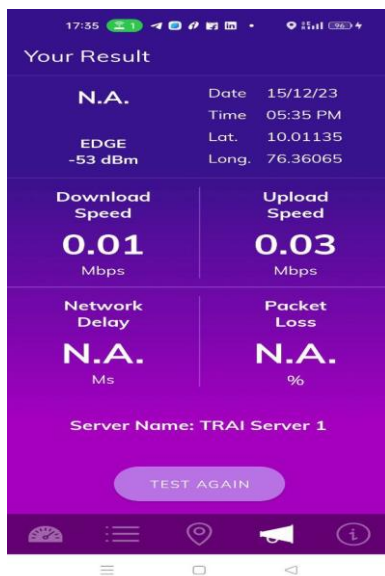 17:35
1
96
Your Result
N.A.
EDGE
-53 dBm
Date 15/12/23
Time 05:35 PM
Lat. 10.01135
Long. 76.36065
Download
Speed
0.01
Mbps
Upload
Speed
0.03
Mbps
Network
Delay
N.A.
Ms
Packet
Loss
N.A.
%
Server Name: TRAI Server 1
TEST AGAIN